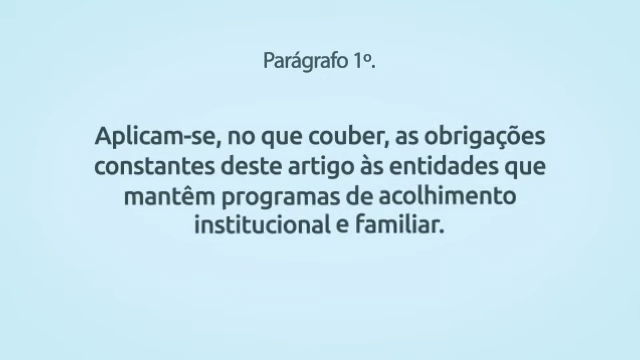 Parágrafo 1º.
Aplicam-se, no que couber, as obrigações
constantes deste artigo às entidades que
mantêm programas de acolhimento
institucional e familiar.